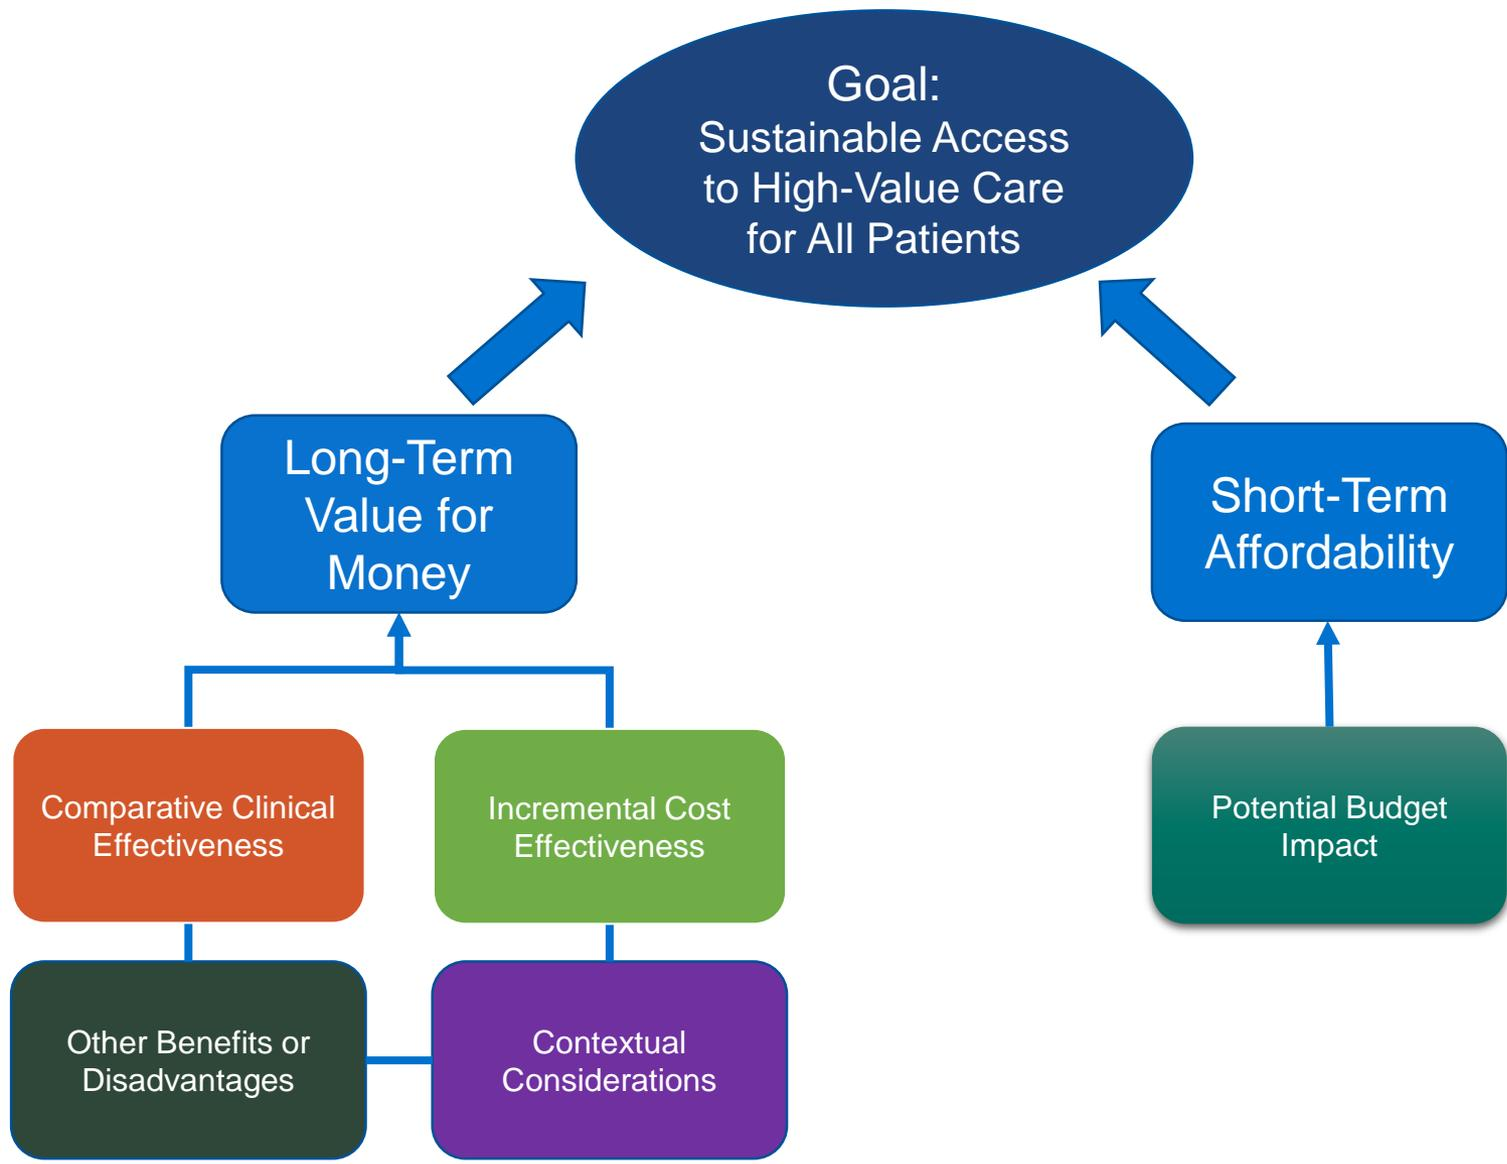 Goal:
Sustainable Access
to High-Value Care
for All Patients
Long-Term
Value for
Money
Short-Term
Affordability
Comparative Clinical
Effectiveness
Incremental Cost
Effectiveness
Potential Budget
Impact
Other Benefits or
Disadvantages
Contextual
Considerations